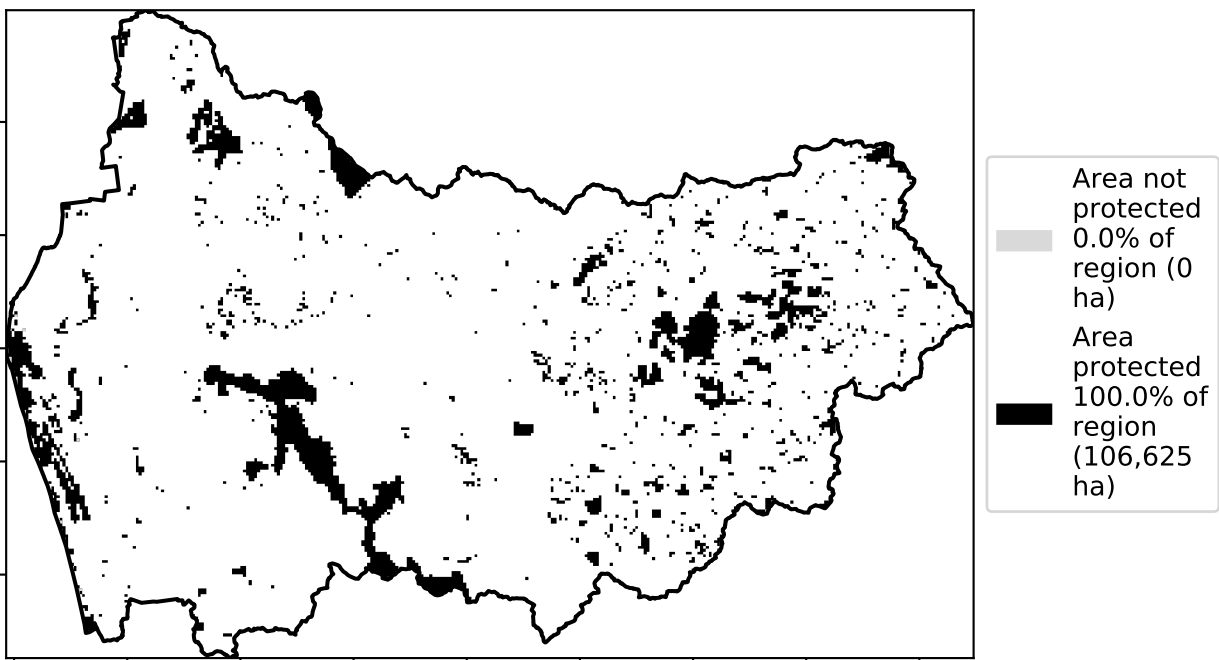 Area not
protected
0.0% of
region (0
ha)
Area
protected
100.0% of
region
(106,625
ha)